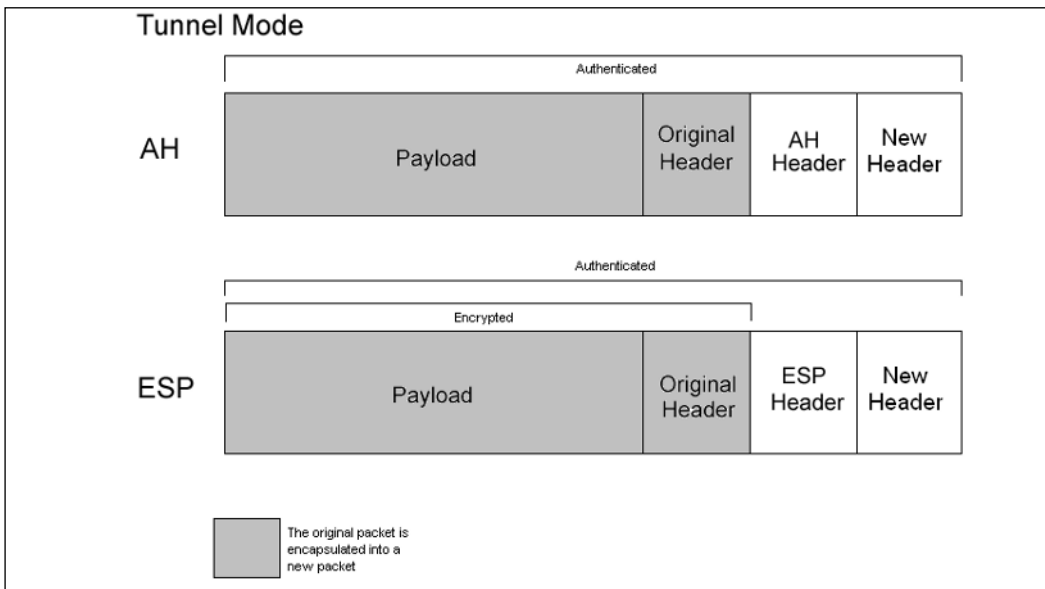 Tunnel Mode
Authenticated
AH
Payload
Original
Header
AH
Header
New
Header
Authenticated
Encrypted
ESP
Payload
Original
Header
ESP
Header
New
Header
The original packet is
encapsulated into a
new packet